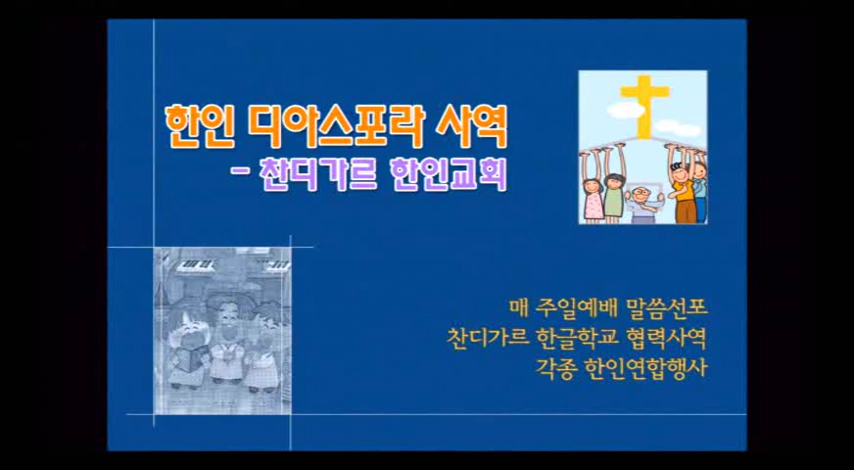 한인 디아스포라 사역
- 찬디가르 한인교회
매 주일예배 말씀선포
찬디가르 한글학교 협력사역
각종 한인연합행사